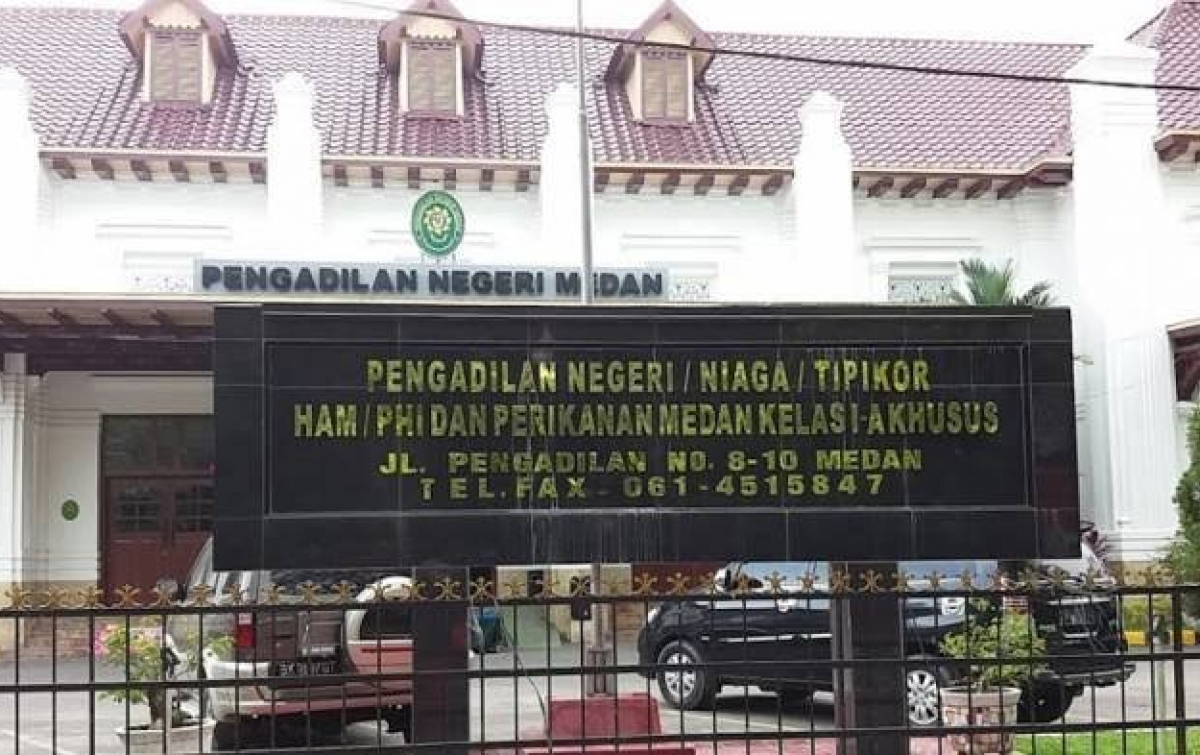 PENGADILAN NEGERI MEDAN
PENGADILAN NEGERI / NIAGA / TIPIKOR
HAM / PHI DAN PERIKANAN MEDAN KELAS I-A KHUSUS
JL. PENGADILAN NO. 8-10 MEDAN
TEL. FAX 061-4515847